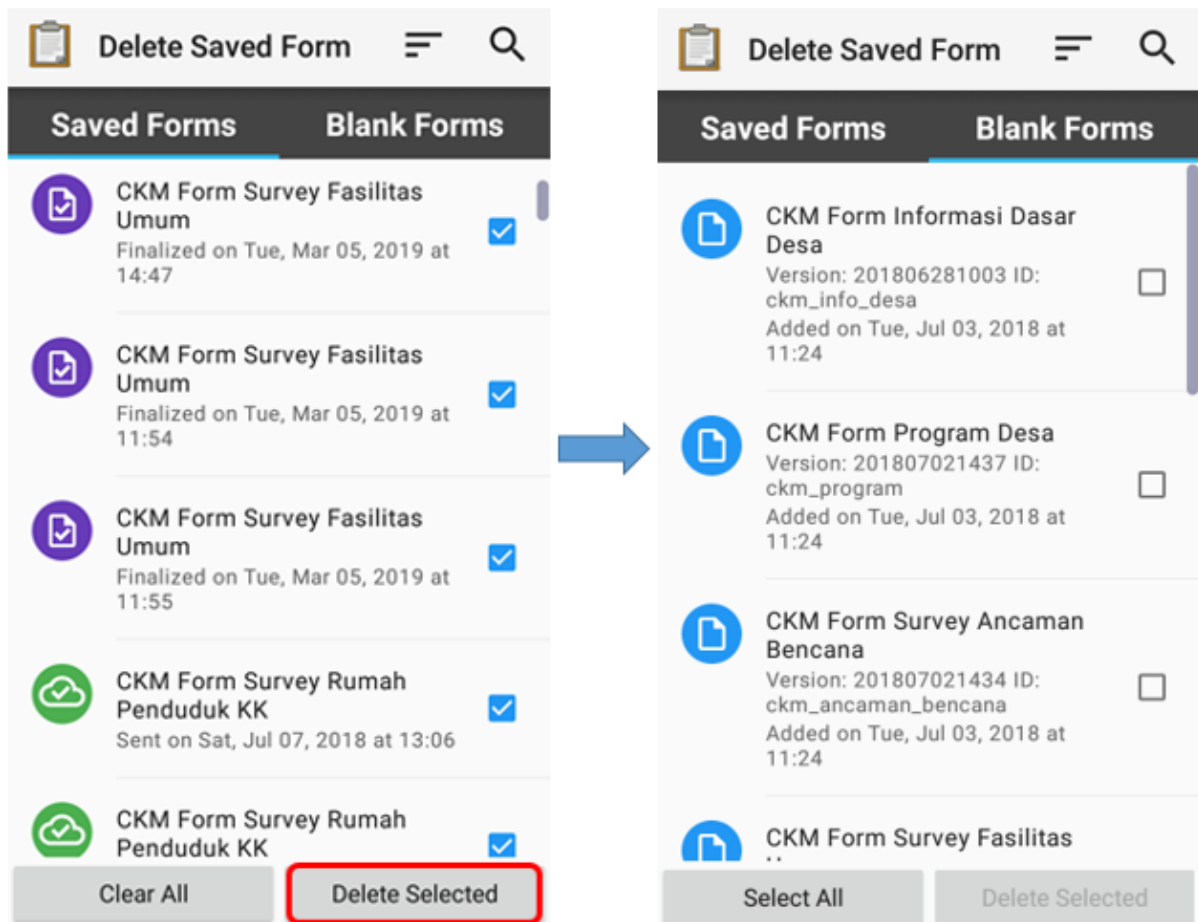 Delete Saved Form
Saved Forms Blank Forms
CKM Form Survey Fasilitas
Umum
Finalized on Tue, Mar 05, 2019 at
14:47
CKM Form Survey Fasilitas
Umum
Finalized on Tue, Mar 05, 2019 at
11:54
CKM Form Survey Fasilitas
Umum
Finalized on Tue, Mar 05, 2019 at
11:55
CKM Form Survey Rumah
Penduduk KK
Sent on Sat, Jul 07, 2018 at 13:06
CKM Form Survey Rumah
Penduduk KK
Clear All Delete Selected
Delete Saved Form
Saved Forms Blank Forms
CKM Form Informasi Dasar
Desa
Version: 201806281003 ID:
ckm_info_desa
Added on Tue, Jul 03, 2018 at
11:24
CKM Form Program Desa
Version: 201807021437 ID:
ckm_program
Added on Tue, Jul 03, 2018 at
11:24
CKM Form Survey Ancaman
Bencana
Version: 201807021434 ID:
ckm_ancaman_bencana
Added on Tue, Jul 03, 2018 at
11:24
CKM Form Survey Fasilitas
Select All Delete Selected